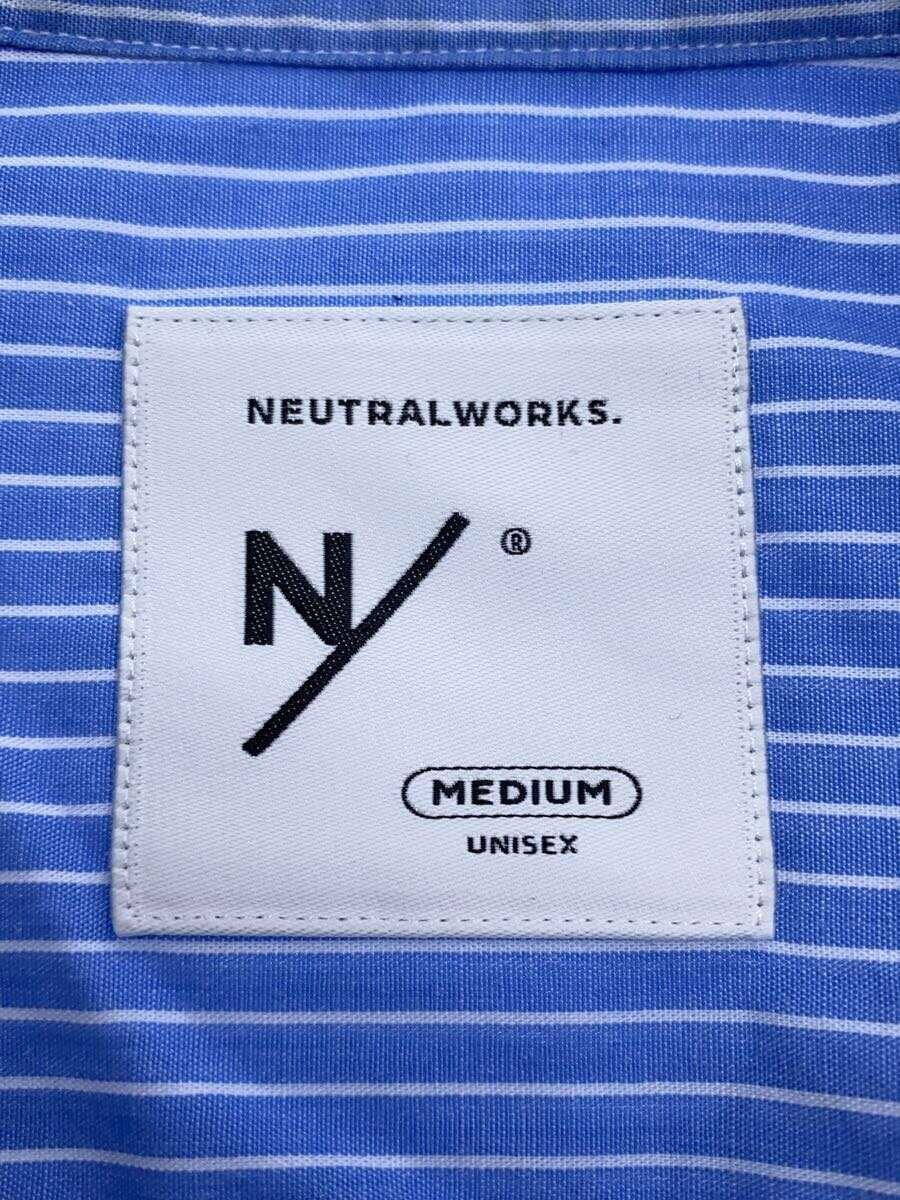 NEUTRALWORKS.
N/ ®
MEDIUM
UNISEX